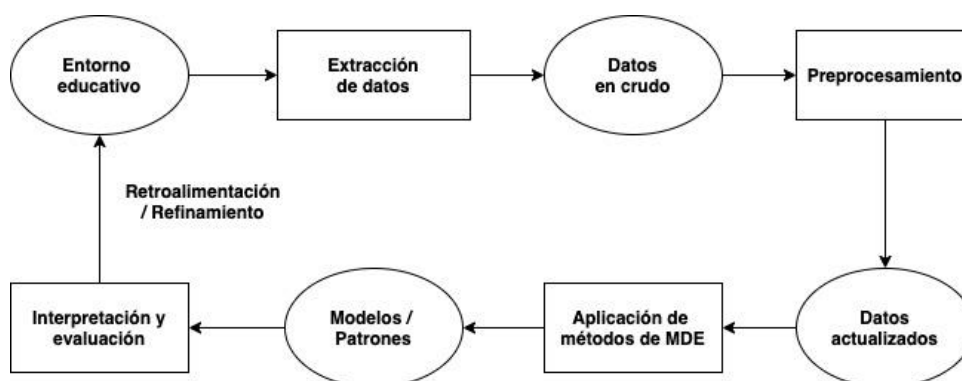 Entorno
educativo
Extracción
de datos
Datos
en crudo
Preprocesamiento
Retroalimentación
/ Refinamiento
Interpretación y
evaluación
Modelos /
Patrones
Aplicación de
métodos de MDE
Datos
actualizados